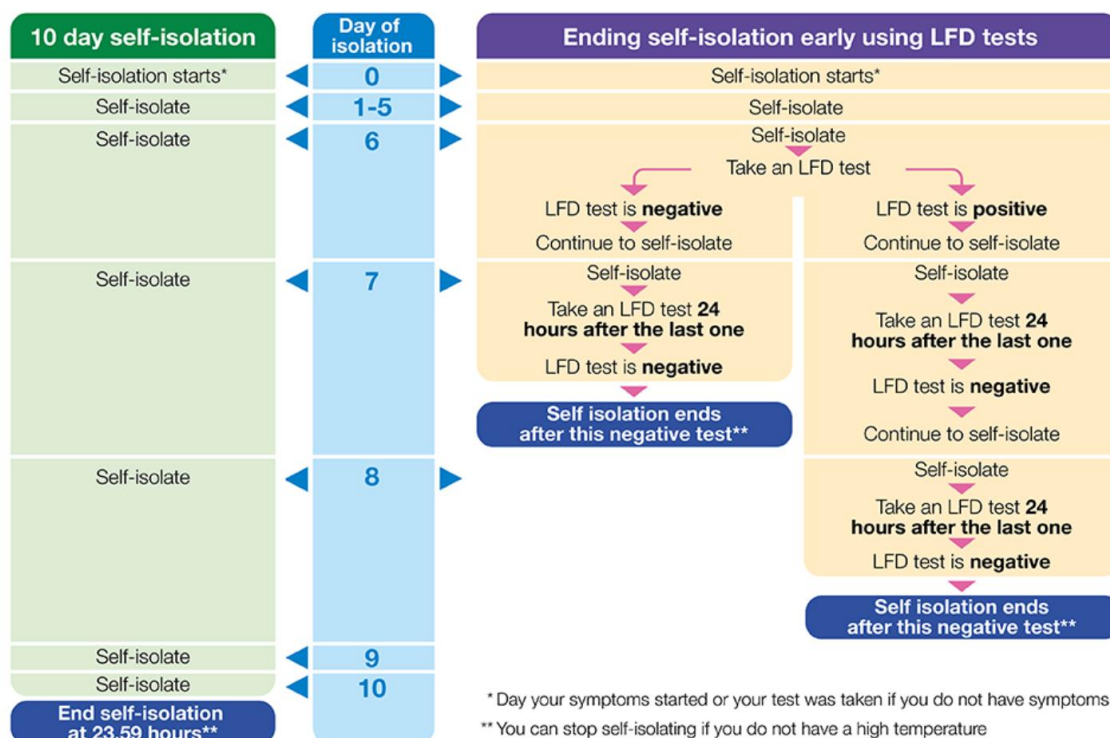 10 day self-isolation
Day of
isolation
Ending self-isolation early using LFD tests
Self-isolation starts*
0
Self-isolation starts*
Self-isolate
1-5
Self-isolate
Self-isolate
6
Self-isolate
Take an LFD test
LFD test is negative
LFD test is positive
Continue to self-isolate
Continue to self-isolate
Self-isolate
7
Self-isolate
Take an LFD test 24
hours after the last one
LFD test is negative
Self isolation ends
after this negative test**
Self-isolate
Take an LFD test 24
hours after the last one
LFD test is negative
Continue to self-isolate
Self-isolate
8
Self-isolate
Take an LFD test 24
hours after the last one
LFD test is negative
Self isolation ends
after this negative test**
Self-isolate
9
Self-isolate
10
End self-isolation
at 23.59 hours**
* Day your symptoms started or your test was taken if you do not have symptoms
** You can stop self-isolating if you do not have a high temperature